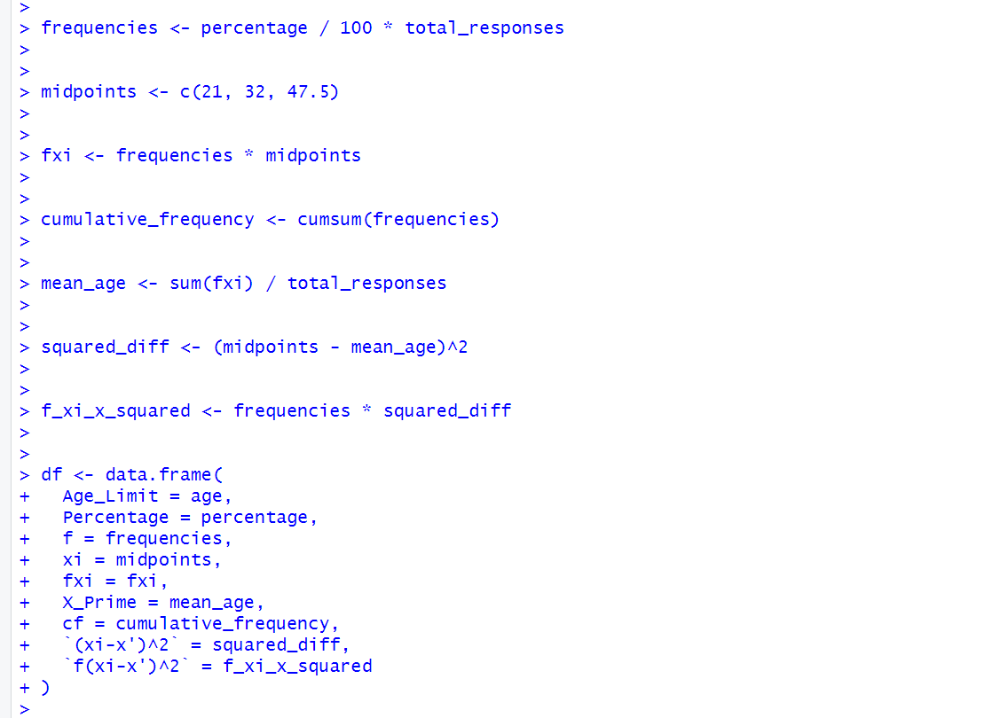 >
> frequencies <- percentage / 100 * total_responses
>
>
> midpoints <- c(21, 32, 47.5)
>
>
> fxi <- frequencies * midpoints
>
>
> cumulative_frequency <- cumsum(frequencies)
>
>
> mean_age <- sum(fxi) / total_responses
>
>
> squared_diff <- (midpoints - mean_age)^2
>
>
> f_xi_x_squared <- frequencies * squared_diff
>
>
> df <- data.frame(
+   Age_Limit = age,
+   Percentage = percentage,
+   f = frequencies,
+   xi = midpoints,
+   fxi = fxi,
+   X_Prime = mean_age,
+   cf = cumulative_frequency,
+   `(xi-x')^2` = squared_diff,
+   `f(xi-x')^2` = f_xi_x_squared
+ )
>